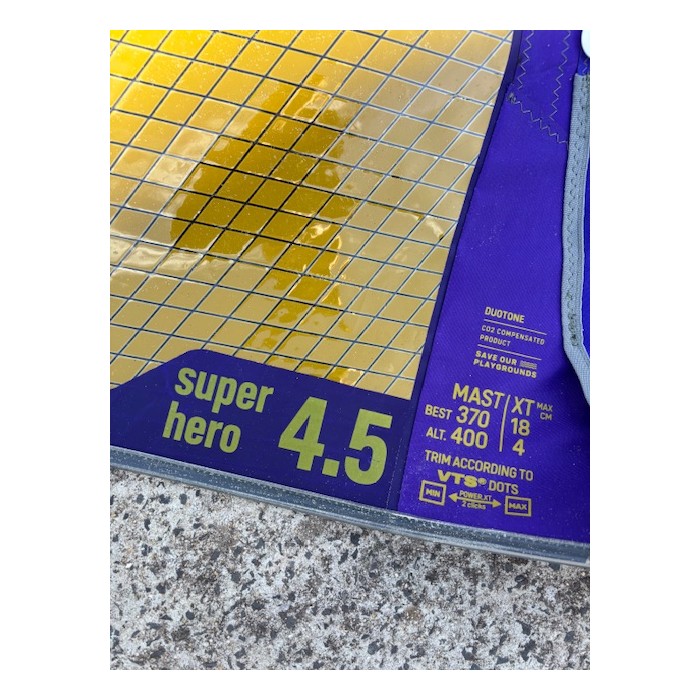 DUOTONE
CO2 COMPENSATED
PRODUCT
SAVE OUR
PLAYGROUNDS
super
hero
4.5
MAST XT MAX CM
BEST 370 18
ALT. 400 4
TRIM ACCORDING TO
VTS® DOTS
MIN POWER.XT MAX
2 clicks